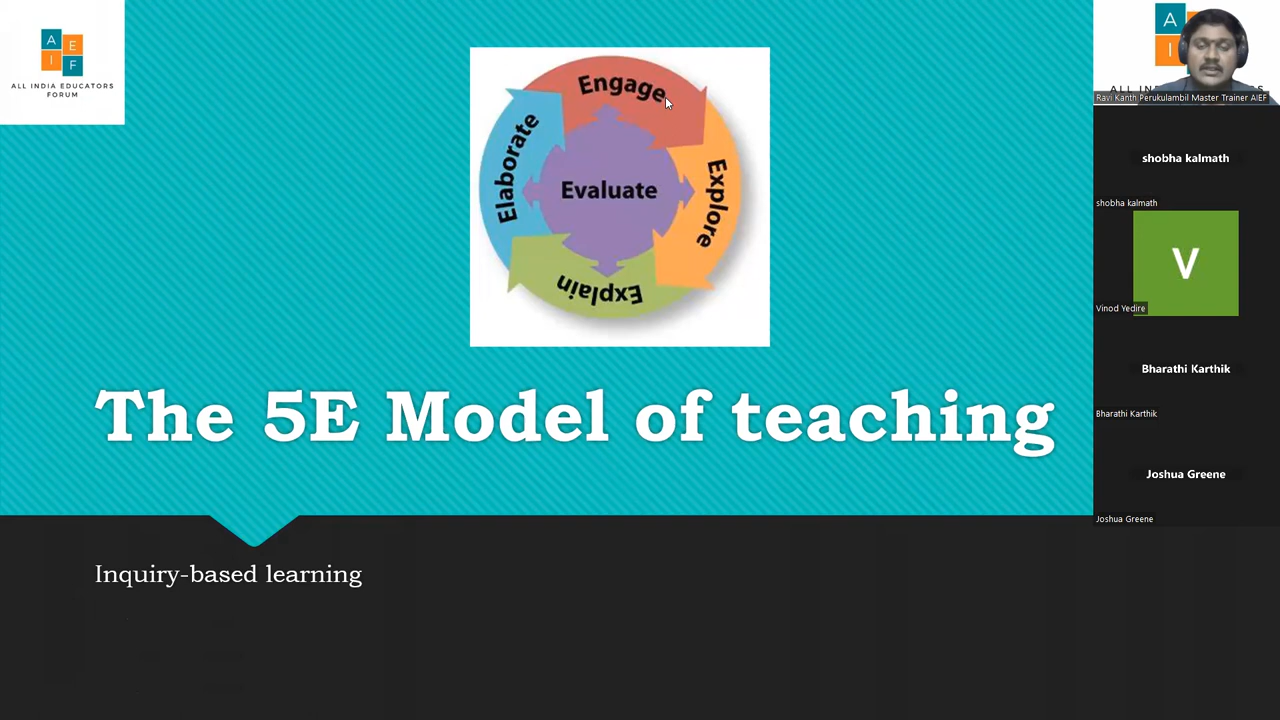 A E
I F
ALL INDIA EDUCATORS
FORUM
Engage
Explore
Explain
Elaborate
Evaluate
The 5E Model of teaching
Inquiry-based learning
A
I
Ravi Kanth Perukulambil Master Trainer AIEF
shobha kalmath
shobha kalmath
V
Vinod Yedire
Bharathi Karthik
Bharathi Karthik
Joshua Greene
Joshua Greene